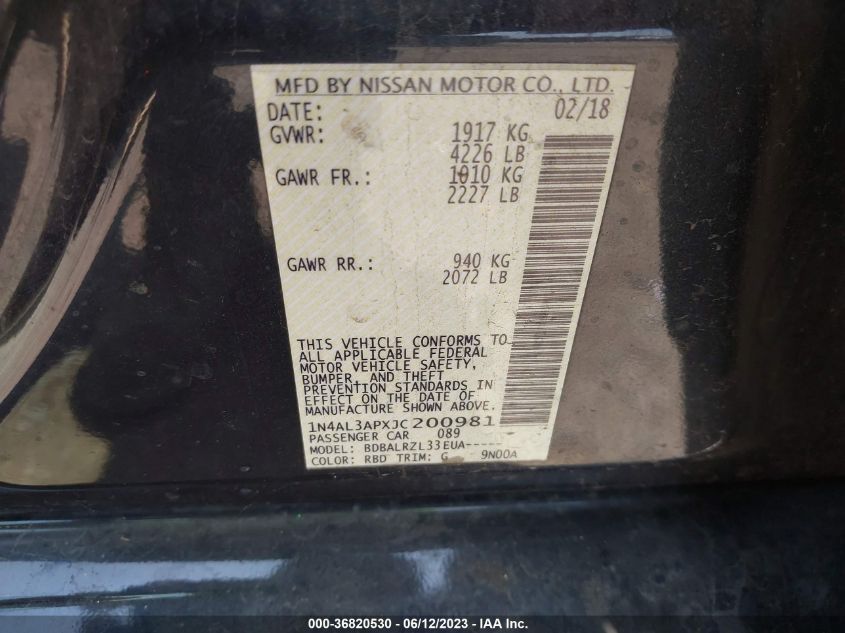 MFD BY NISSAN MOTOR CO., LTD.
DATE: 02/18
GVWR: 1917 KG
4226 LB
GAWR FR.: 1010 KG
2227 LB
GAWR RR.: 940 KG
2072 LB
THIS VEHICLE CONFORMS TO
ALL APPLICABLE FEDERAL
MOTOR VEHICLE SAFETY,
BUMPER, AND THEFT
PREVENTION STANDARDS IN
EFFECT ON THE DATE OF
MANUFACTURE SHOWN ABOVE.
1N4AL3APXJC200981
PASSENGER CAR 089
MODEL: BDBALRZL33EUA-----
COLOR: RBD TRIM: G 9N00A
000-36820530 - 06/12/2023 - IAA Inc.